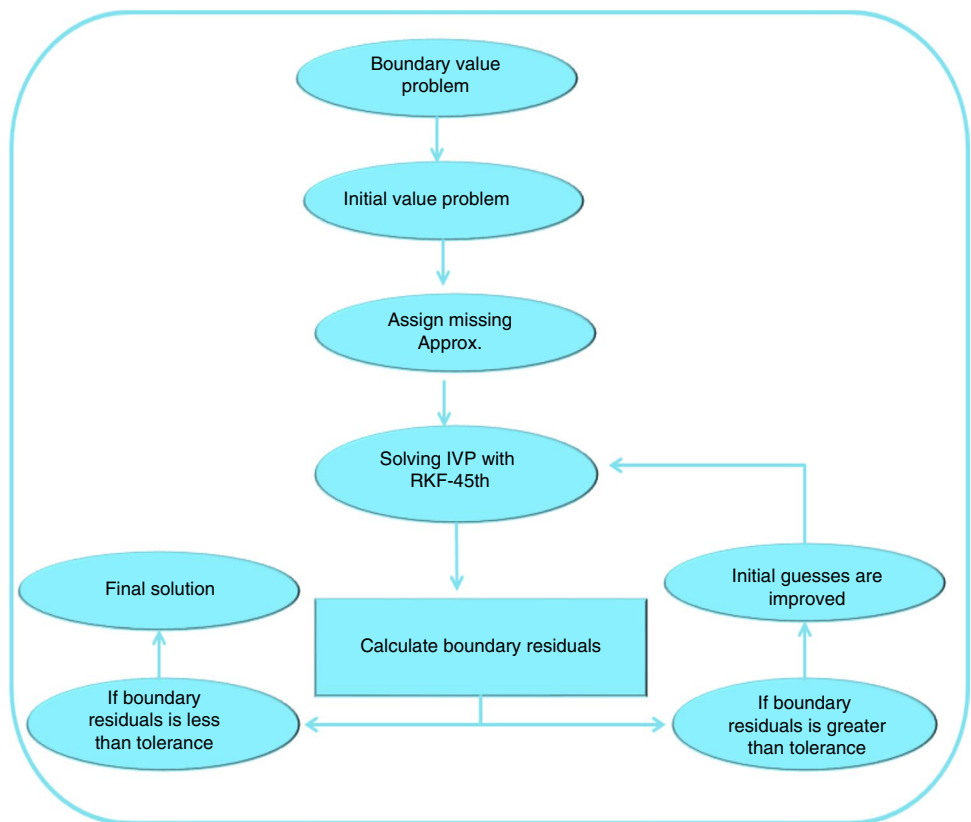 Boundary value
problem
Initial value problem
Assign missing
Approx.
Solving IVP with
RKF-45th
Final solution
Initial guesses are
improved
Calculate boundary residuals
If boundary
residuals is less
than tolerance
If boundary
residuals is greater
than tolerance